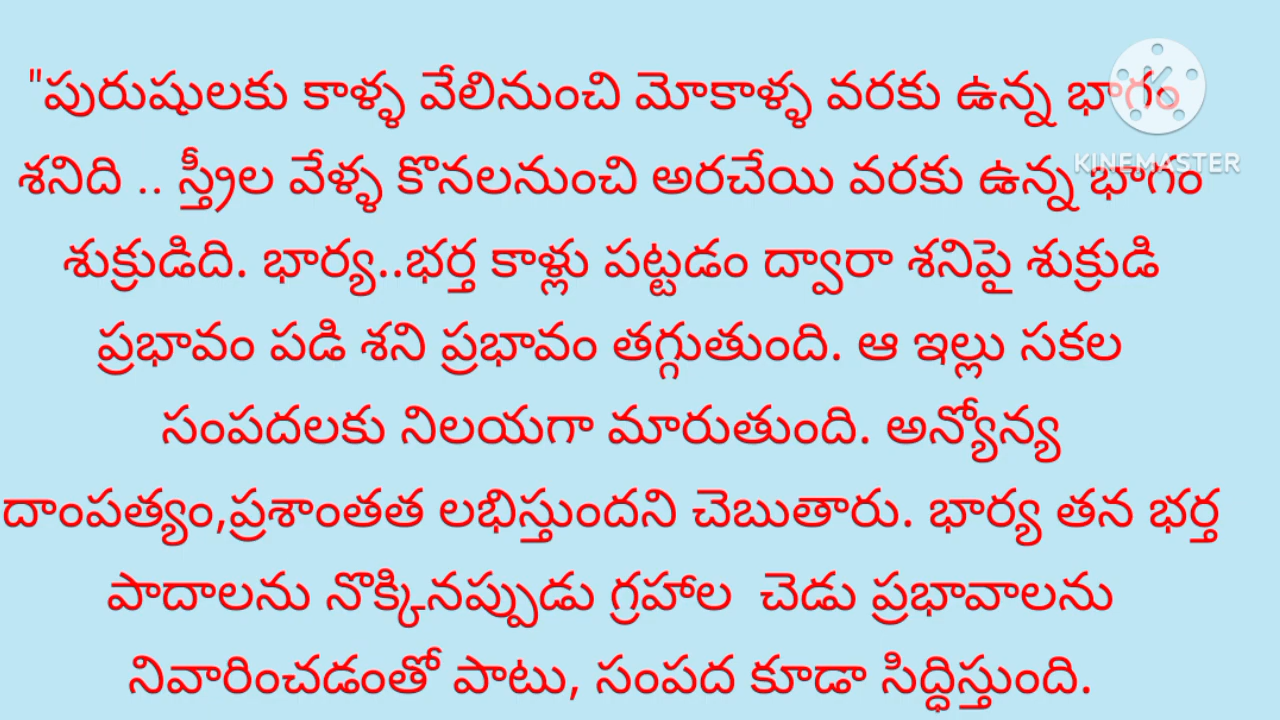 "పురుషులకు కాళ్ళ వేలినుంచి మోకాళ్ళ వరకు ఉన్న భాగం
శనిది .. స్త్రీల వేళ్ళ కొనలనుంచి అరచేయి వరకు ఉన్న భాగం
శుక్రుడిది. భార్య..భర్త కాళ్లు పట్టడం ద్వారా శనిపై శుక్రుడి
ప్రభావం పడి శని ప్రభావం తగ్గుతుంది. ఆ ఇల్లు సకల
సంపదలకు నిలయగా మారుతుంది. అన్యోన్య
దాంపత్యం,ప్రశాంతత లభిస్తుందని చెబుతారు. భార్య తన భర్త
పాదాలను నొక్కినప్పుడు గ్రహాల చెడు ప్రభావాలను
నివారించడంతో పాటు, సంపద కూడా సిద్ధిస్తుంది.
KINEMASTER